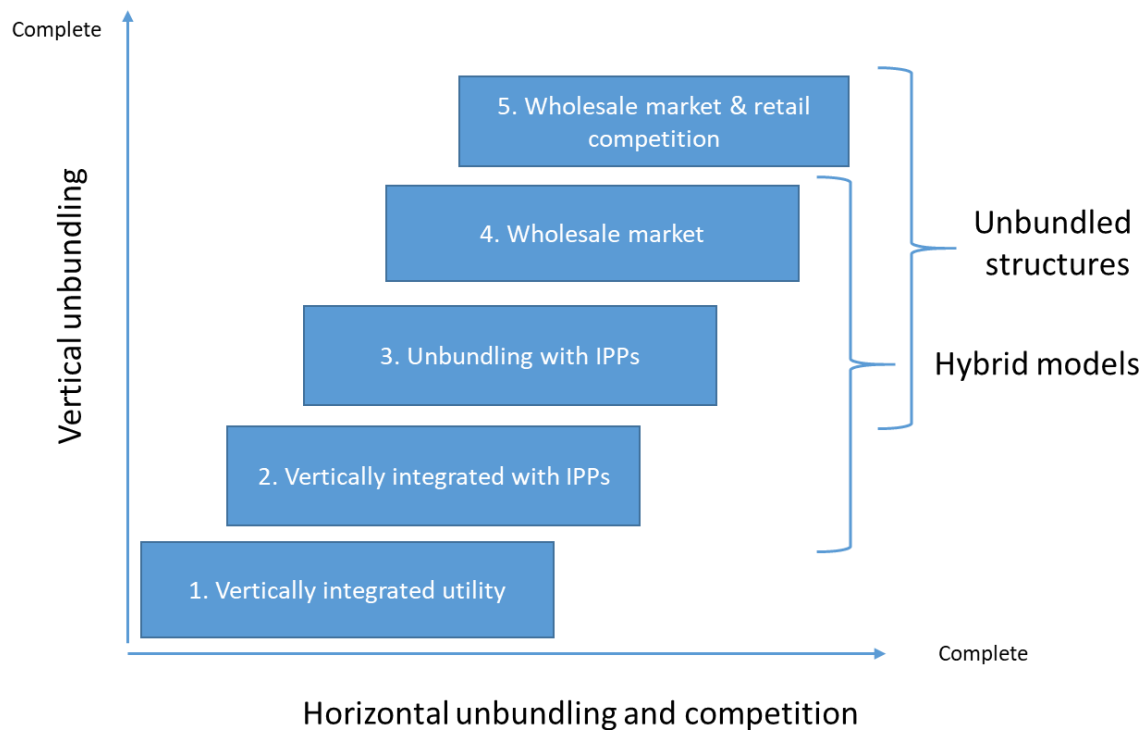 Complete
Vertical unbundling
5. Wholesale market & retail
competition
4. Wholesale market
3. Unbundling with IPPs
2. Vertically integrated with IPPs
1. Vertically integrated utility
Unbundled
structures
Hybrid models
Complete
Horizontal unbundling and competition